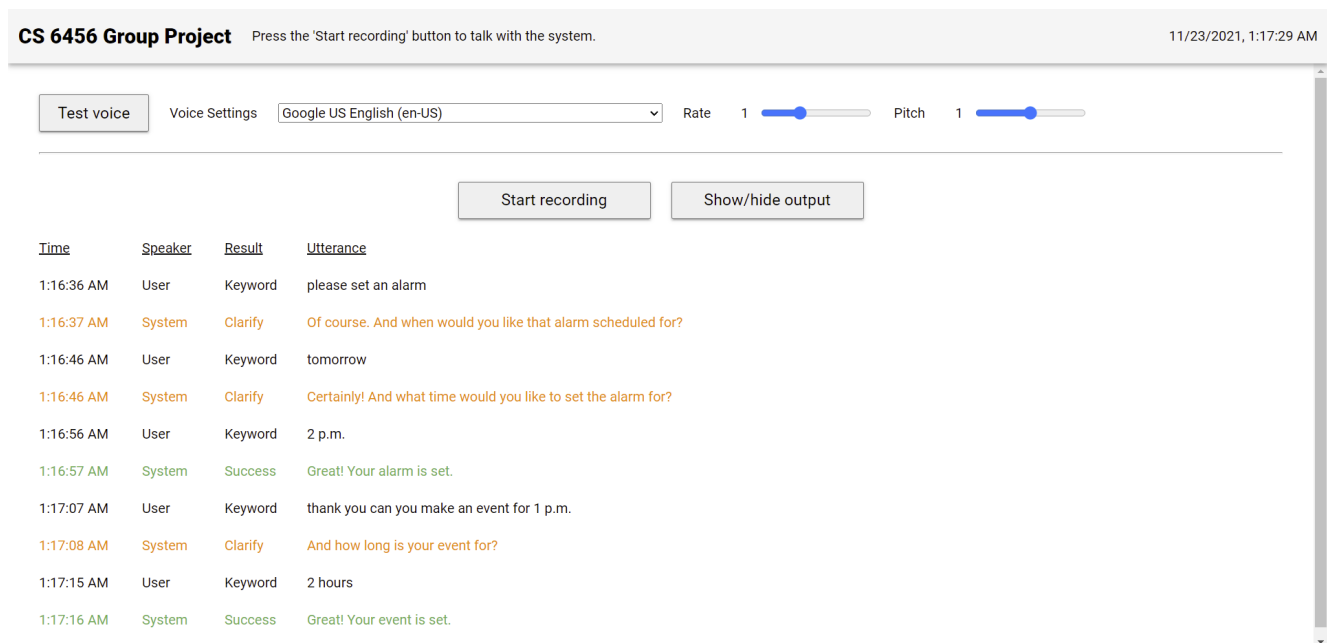 CS 6456 Group Project Press the 'Start recording' button to talk with the system. 11/23/2021, 1:17:29 AM
Test voice Voice Settings Google US English (en-US) Rate 1 Pitch 1
Start recording Show/hide output
Time Speaker Result Utterance
1:16:36 AM User Keyword please set an alarm
1:16:37 AM System Clarify Of course. And when would you like that alarm scheduled for?
1:16:46 AM User Keyword tomorrow
1:16:46 AM System Clarify Certainly! And what time would you like to set the alarm for?
1:16:56 AM User Keyword 2 p.m.
1:16:57 AM System Success Great! Your alarm is set.
1:17:07 AM User Keyword thank you can you make an event for 1 p.m.
1:17:08 AM System Clarify And how long is your event for?
1:17:15 AM User Keyword 2 hours
1:17:16 AM System Success Great! Your event is set.